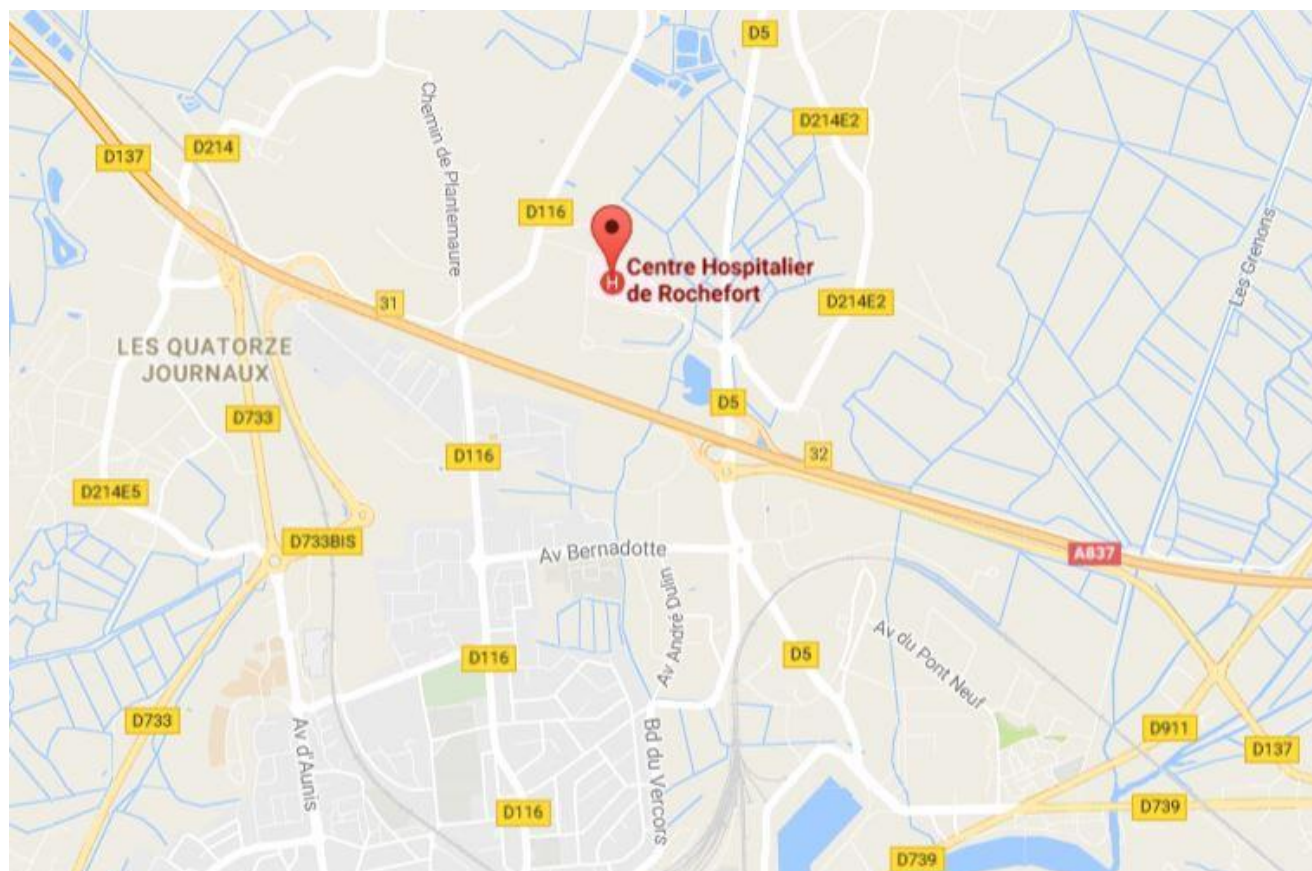 D5
D214E2
Chemin de Plantemaure
D214
D137
D116
Les Grenons
Centre Hospitalier
de Rochefort
31
D214E2
LES QUATORZE
JOURNAUX
D5
D733
D116
32
D214E5
D733BIS
Av Bernadotte
A837
Av André Dulin
Av du Pont Neuf
D116
D5
D733
Av d'Aunis
Bd du Vercors
D911
D137
D116
D739
D739